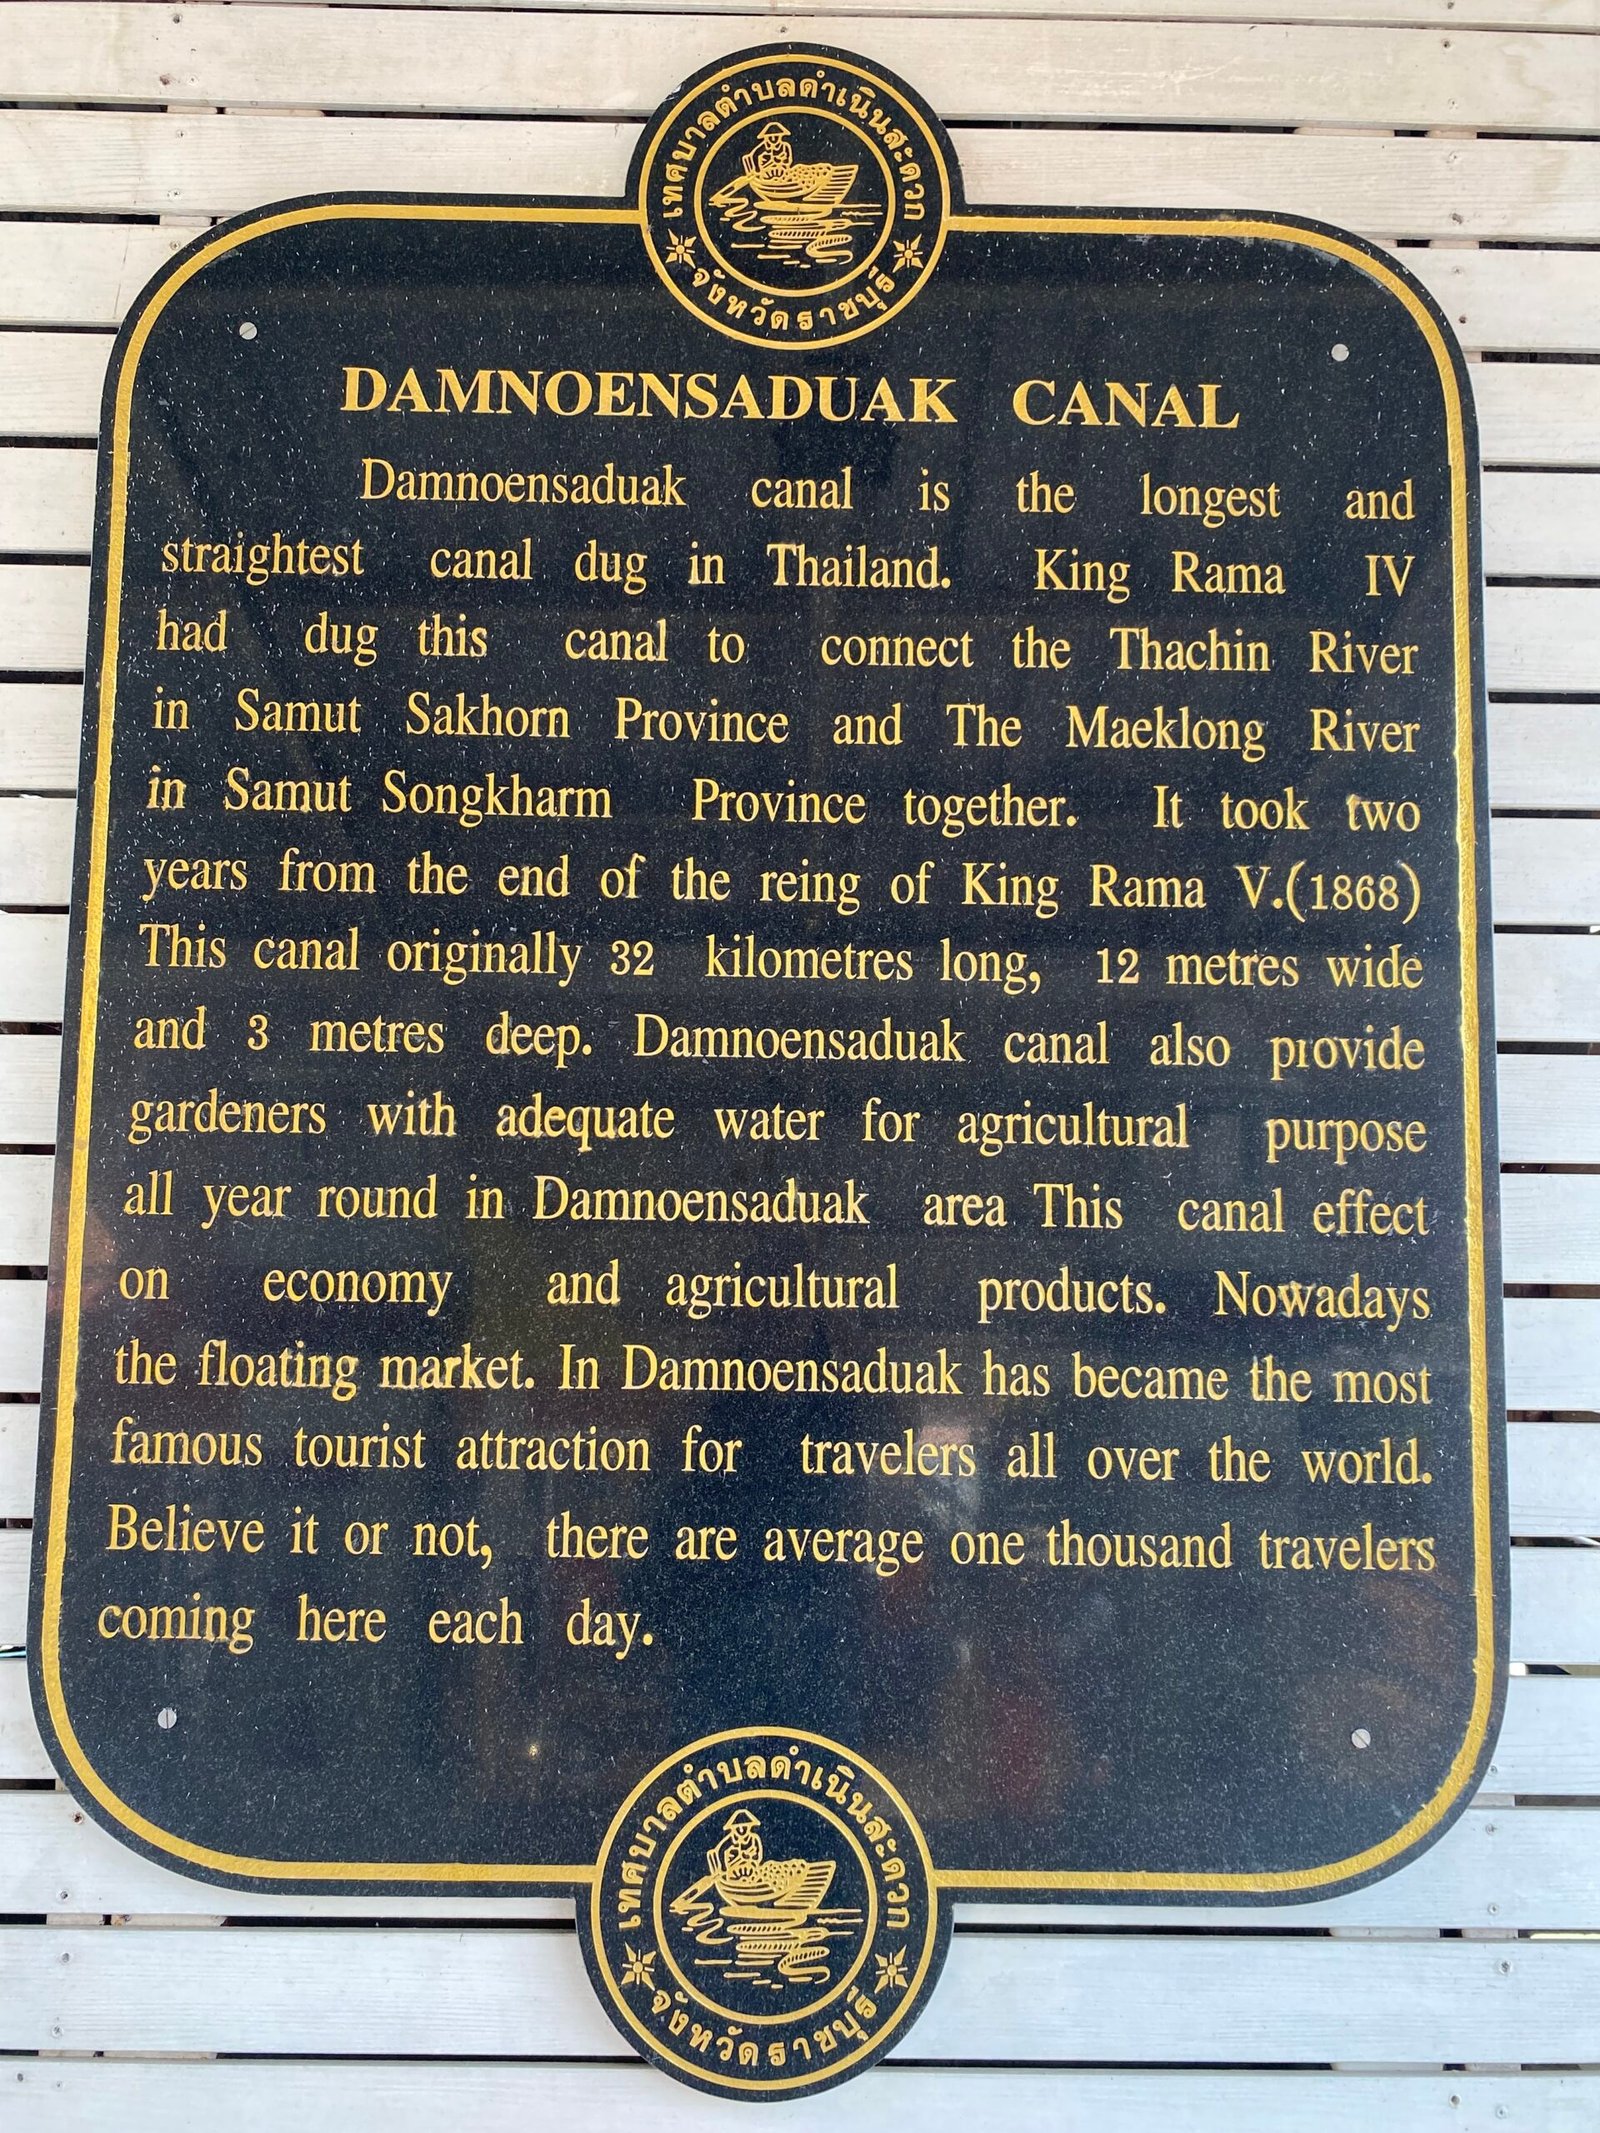 เทศบาลตำบลดำเนินสะดวก
จังหวัดราชบุรี
DAMNOENSADUAK CANAL
Damnoensaduak canal is the longest and
straightest canal dug in Thailand. King Rama IV
had dug this canal to connect the Thachin River
in Samut Sakhorn Province and The Maeklong River
in Samut Songkharm Province together. It took two
years from the end of the reing of King Rama V.(1868)
This canal originally 32 kilometres long, 12 metres wide
and 3 metres deep. Damnoensaduak canal also provide
gardeners with adequate water for agricultural purpose
all year round in Damnoensaduak area This canal effect
on economy and agricultural products. Nowadays
the floating market. In Damnoensaduak has became the most
famous tourist attraction for travelers all over the world.
Believe it or not, there are average one thousand travelers
coming here each day.
เทศบาลตำบลดำเนินสะดวก
จังหวัดราชบุรี